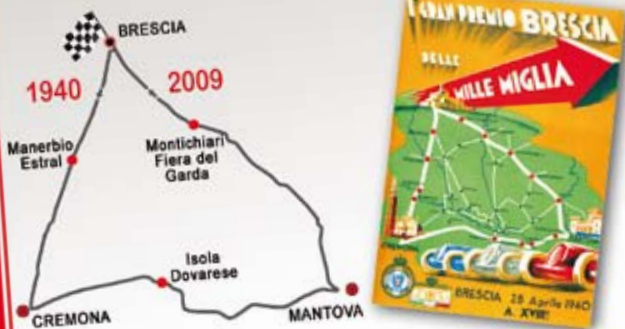 BRESCIA
1940
2009
Manerbio
Estral
Montichiari
Fiera del
Garda
Isola
Dovarese
CREMONA
MANTOVA
I GRAN PREMIO BRESCIA
DELLE
MILLE MIGLIA
BRESCIA 28 Aprile 1940
A. XVIII